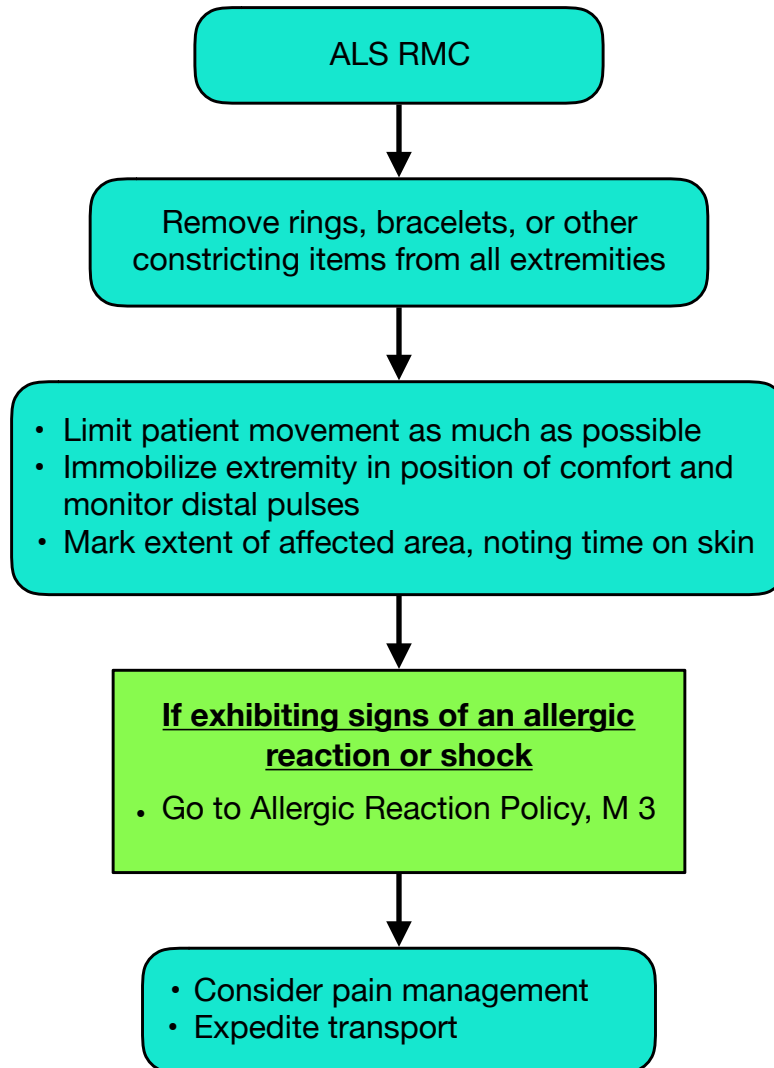 ALS RMC
Remove rings, bracelets, or other
constricting items from all extremities
• Limit patient movement as much as possible
• Immobilize extremity in position of comfort and
monitor distal pulses
• Mark extent of affected area, noting time on skin
If exhibiting signs of an allergic
reaction or shock
• Go to Allergic Reaction Policy, M 3
• Consider pain management
• Expedite transport